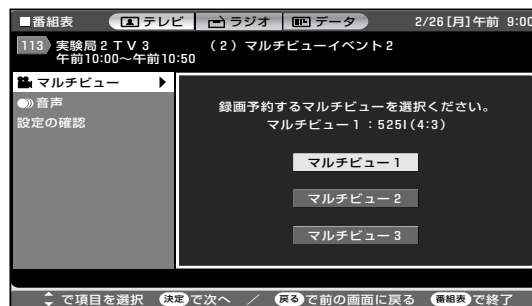 ■番組表 テレビ ラジオ データ 2/26[月]午前 9:00
113 実験局2TV3 (2)マルチビューイベント2
午前10:00~午前10:50
マルチビュー
音声
設定の確認
録画予約するマルチビューを選択ください。
マルチビュー1:525I(4:3)
マルチビュー1
マルチビュー2
マルチビュー3
で項目を選択 決定で次へ / 戻るで前の画面に戻る 番組表で終了